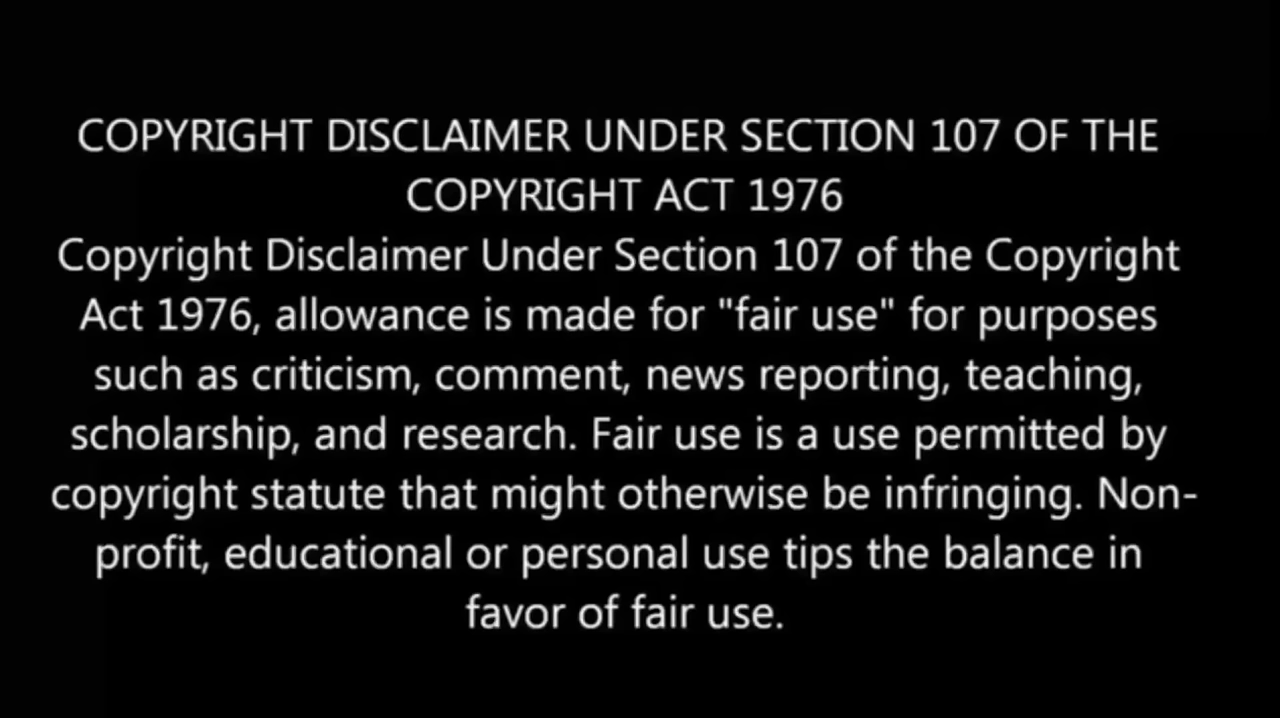 COPYRIGHT DISCLAIMER UNDER SECTION 107 OF THE
COPYRIGHT ACT 1976
Copyright Disclaimer Under Section 107 of the Copyright
Act 1976, allowance is made for "fair use" for purposes
such as criticism, comment, news reporting, teaching,
scholarship, and research. Fair use is a use permitted by
copyright statute that might otherwise be infringing. Non-
profit, educational or personal use tips the balance in
favor of fair use.